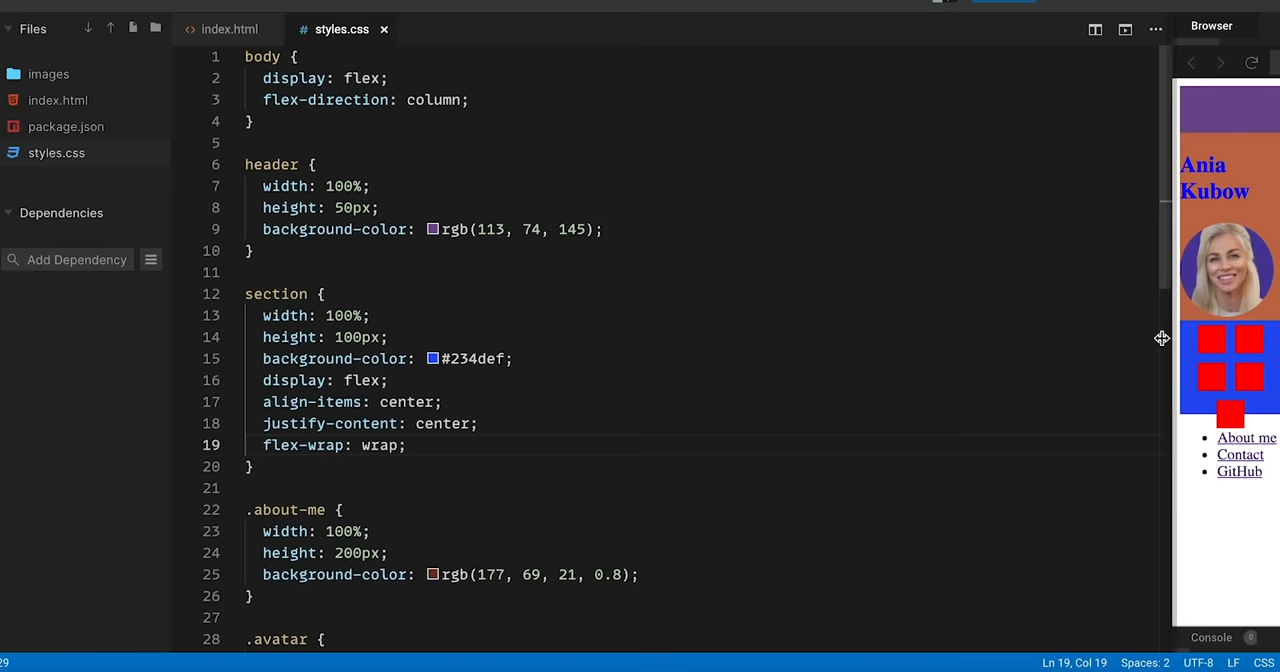 Files
index.html
styles.css
Browser
images
index.html
package.json
styles.css
Dependencies
Add Dependency
1 body {
2 display: flex;
3 flex-direction: column;
4 }
5
6 header {
7 width: 100%;
8 height: 50px;
9 background-color: rgb(113, 74, 145);
10 }
11
12 section {
13 width: 100%;
14 height: 100px;
15 background-color: #234def;
16 display: flex;
17 align-items: center;
18 justify-content: center;
19 flex-wrap: wrap;
20 }
21
22 .about-me {
23 width: 100%;
24 height: 200px;
25 background-color: rgb(177, 69, 21, 0.8);
26 }
27
28 .avatar {
Ania
Kubow
About me
Contact
GitHub
Console 0
29
Ln 19, Col 19 Spaces: 2 UTF-8 LF CSS